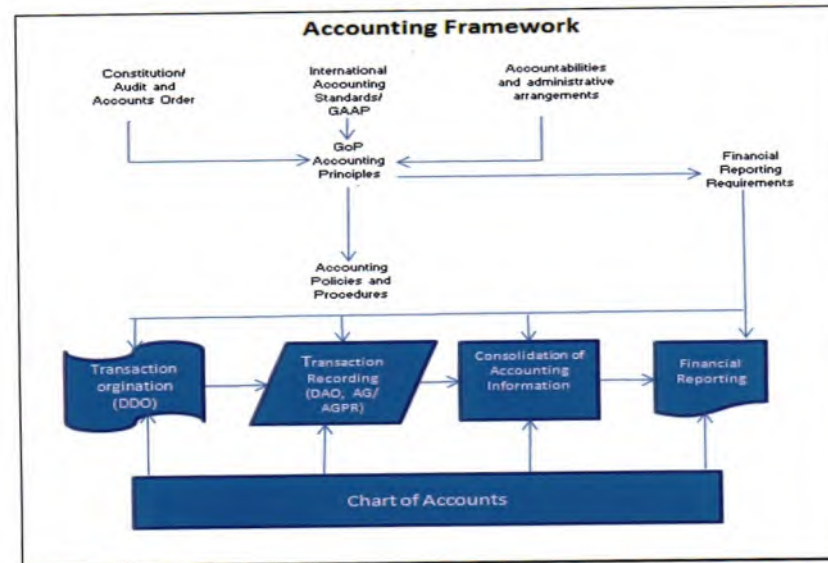 Accounting Framework
Constitution/
Audit and
Accounts Order
International
Accounting
Standards/
GAAP
Accountabilities
and administrative
arrangements
GoP
Accounting
Principles
Financial
Reporting
Requirements
Accounting
Policies and
Procedures
Transaction
orgination
(DDO)
Transaction
Recording
(DAO, AG/
AGPR)
Consolidation of
Accounting
Information
Financial
Reporting
Chart of Accounts